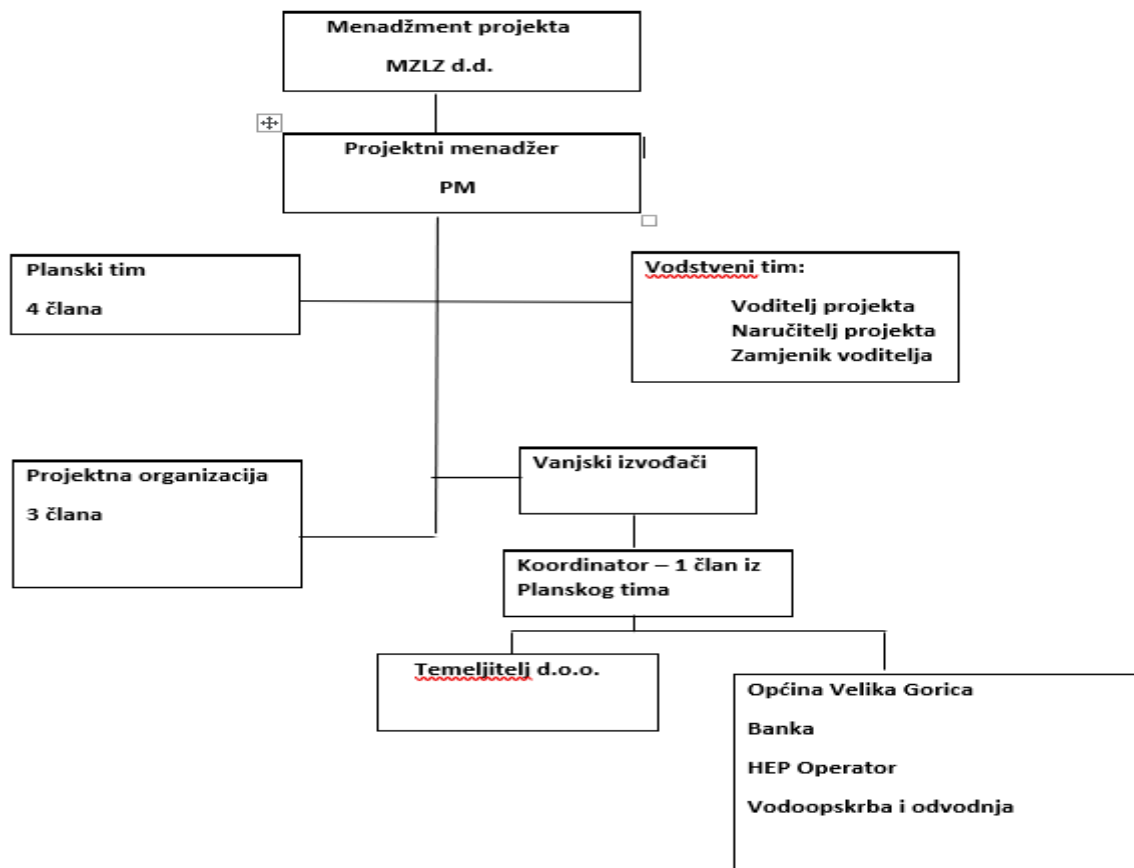 Menadžment projekta
MZLZ d.d.
Projektni menadžer
PM
Planski tim
4 člana
Vodstveni tim:
Voditelj projekta
Naručitelj projekta
Zamjenik voditelja
Projektna organizacija
3 člana
Vanjski izvođači
Koordinator – 1 član iz
Planskog tima
Temeljitelj d.o.o.
Općina Velika Gorica
Banka
HEP Operator
Vodoopskrba i odvodnja